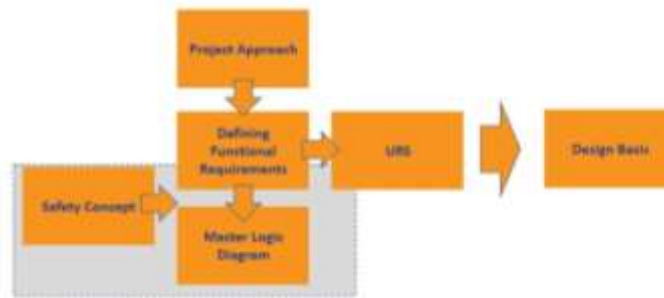 Project Approach
Defining
Functional
Requirements
URS
Design Basis
Safety Concept
Master Logic
Diagram